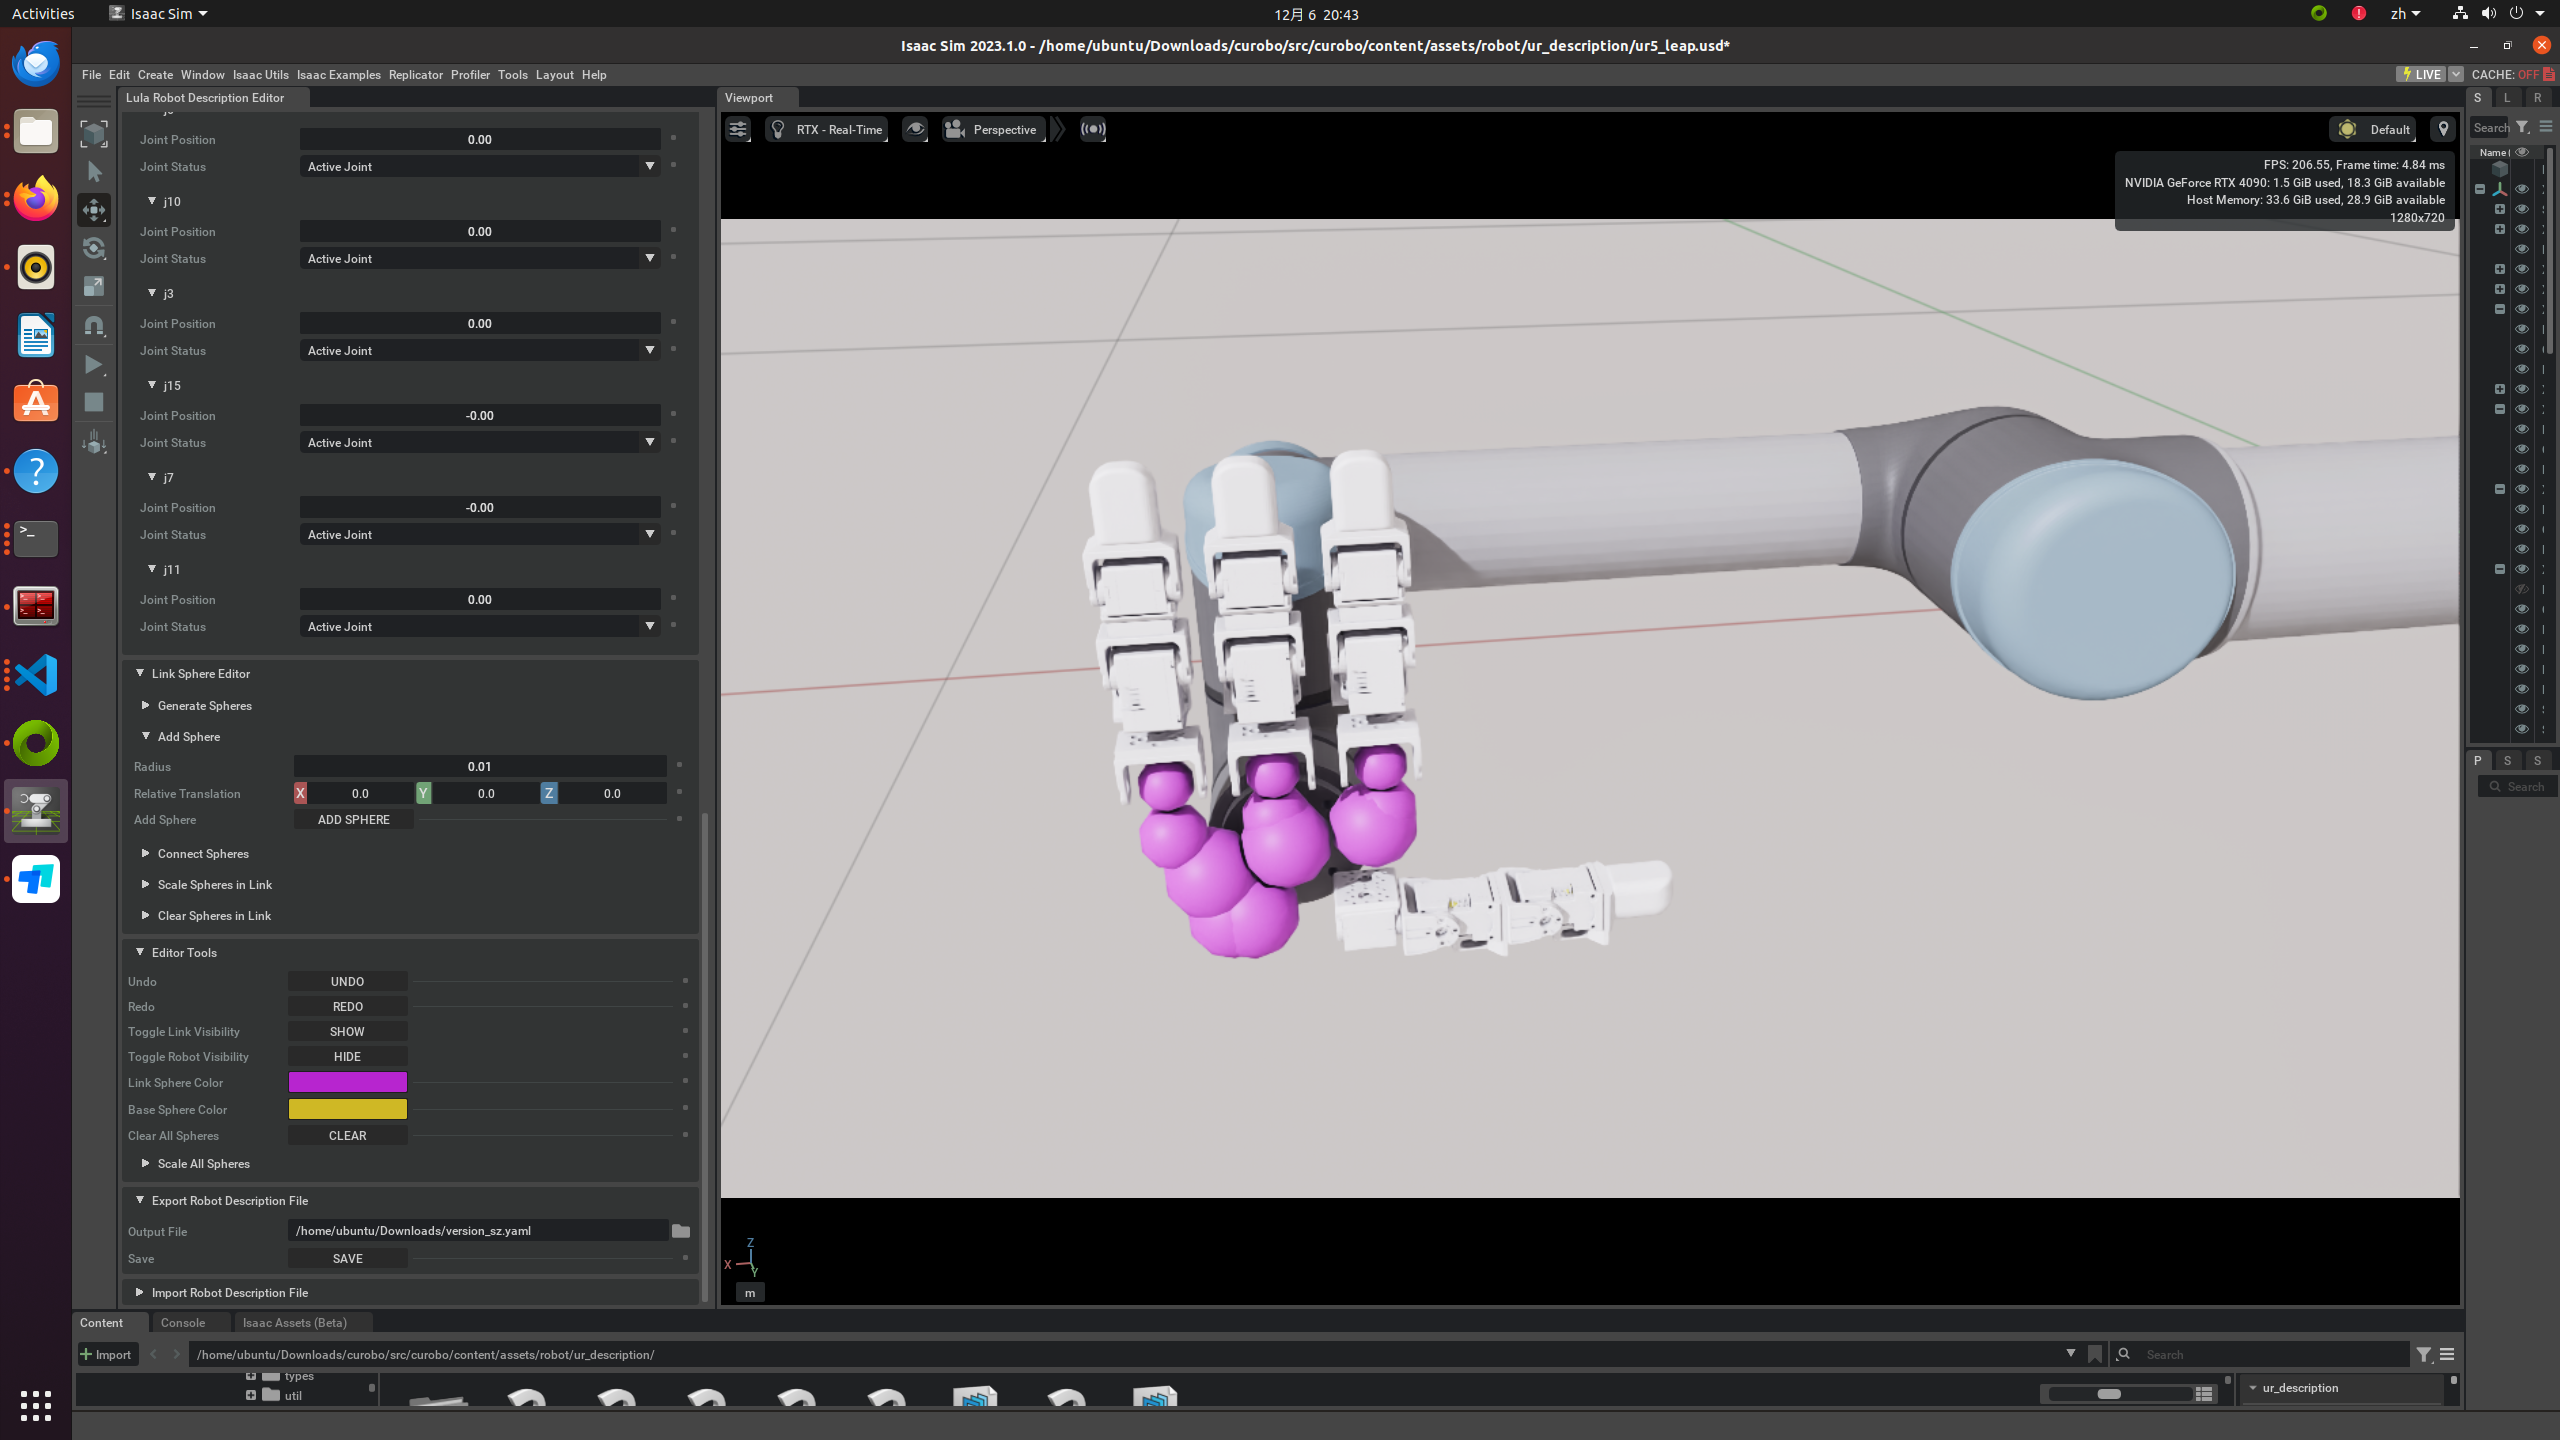 Activities
Isaac Sim
12月 6 20:43
zh
Isaac Sim 2023.1.0 - /home/ubuntu/Downloads/curobo/src/curobo/content/assets/robot/ur_description/ur5_leap.usd*
File Edit Create Window Isaac Utils Isaac Examples Replicator Profiler Tools Layout Help
LIVE
CACHE: OFF
Lula Robot Description Editor
Joint Position 0.00
Joint Status Active Joint
j10
Joint Position 0.00
Joint Status Active Joint
j3
Joint Position 0.00
Joint Status Active Joint
j15
Joint Position -0.00
Joint Status Active Joint
j7
Joint Position -0.00
Joint Status Active Joint
j11
Joint Position 0.00
Joint Status Active Joint
Link Sphere Editor
Generate Spheres
Add Sphere
Radius 0.01
Relative Translation X 0.0 Y 0.0 Z 0.0
Add Sphere ADD SPHERE
Connect Spheres
Scale Spheres in Link
Clear Spheres in Link
Editor Tools
Undo UNDO
Redo REDO
Toggle Link Visibility SHOW
Toggle Robot Visibility HIDE
Link Sphere Color
Base Sphere Color
Clear All Spheres CLEAR
Scale All Spheres
Export Robot Description File
Output File /home/ubuntu/Downloads/version_sz.yaml
Save SAVE
Import Robot Description File
Viewport
RTX - Real-Time
Perspective
Default
FPS: 206.55, Frame time: 4.84 ms
NVIDIA GeForce RTX 4090: 1.5 GiB used, 18.3 GiB available
Host Memory: 33.6 GiB used, 28.9 GiB available
1280x720
Z
X
Y
m
S L R
Search
Name (
P S S
Search
Content
Console
Isaac Assets (Beta)
Import
/home/ubuntu/Downloads/curobo/src/curobo/content/assets/robot/ur_description/
Search
types
util
ur_description